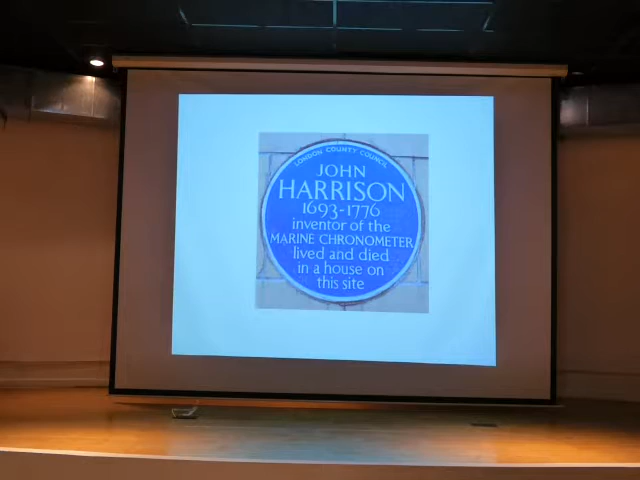 LONDON COUNTY COUNCIL
JOHN
HARRISON
1693-1776
inventor of the
MARINE CHRONOMETER
lived and died
in a house on
this site